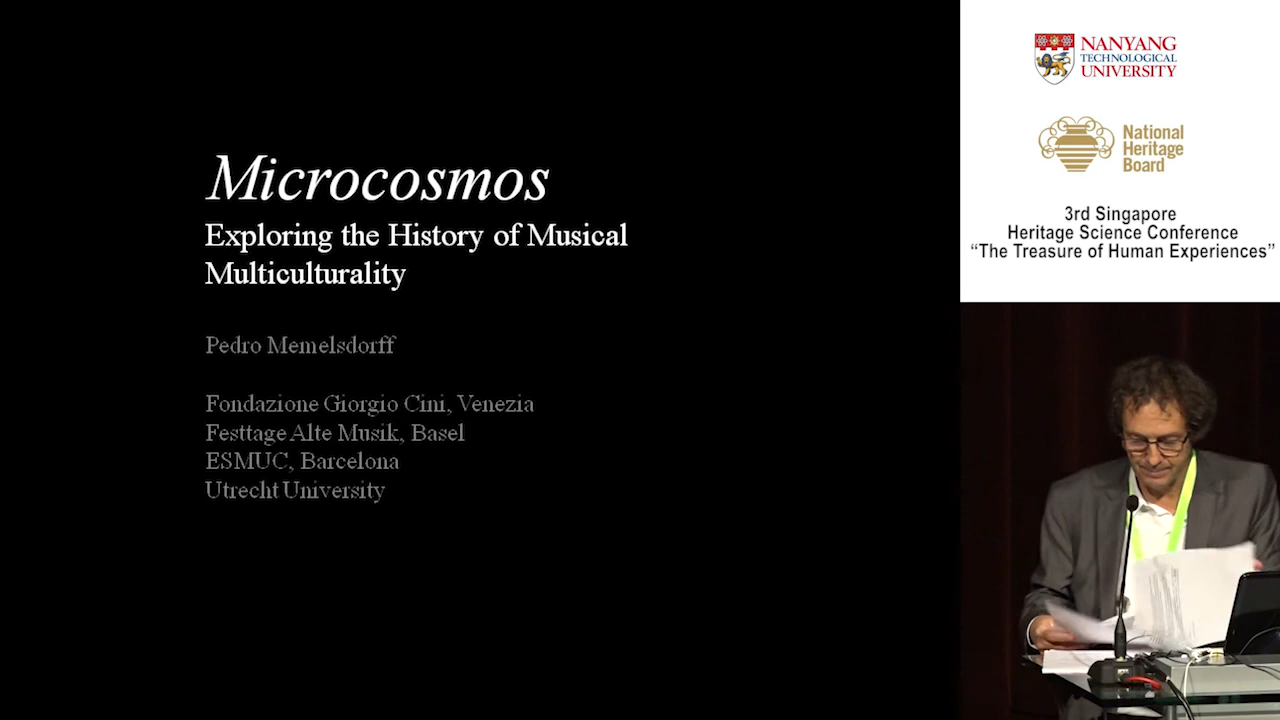 Microcosmos
Exploring the History of Musical
Multiculturality
Pedro Memelsdorff
Fondazione Giorgio Cini, Venezia
Festtage Alte Musik, Basel
ESMUC, Barcelona
Utrecht University
NANYANG
TECHNOLOGICAL
UNIVERSITY
National
Heritage
Board
3rd Singapore
Heritage Science Conference
“The Treasure of Human Experiences”